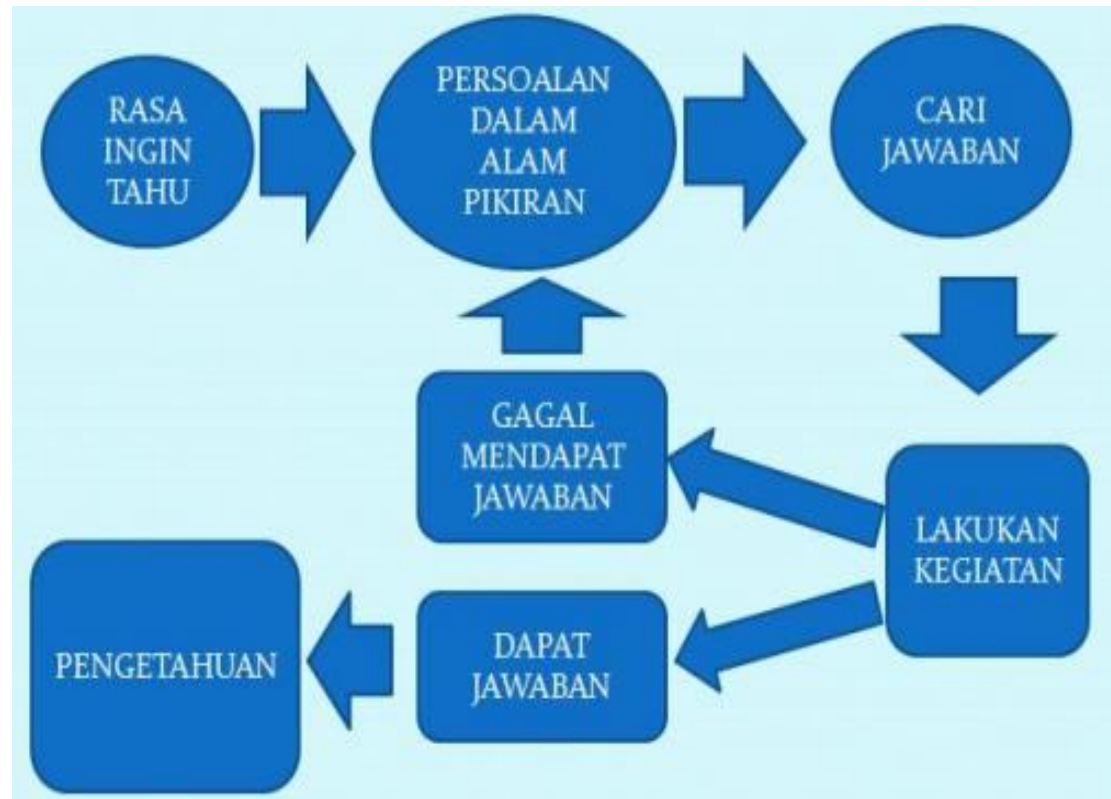 RASA
INGIN
TAHU
PERSOALAN
DALAM
ALAM
PIKIRAN
CARI
JAWABAN
GAGAL
MENDAPAT
JAWABAN
LAKUKAN
KEGIATAN
DAPAT
JAWABAN
PENGETAHUAN